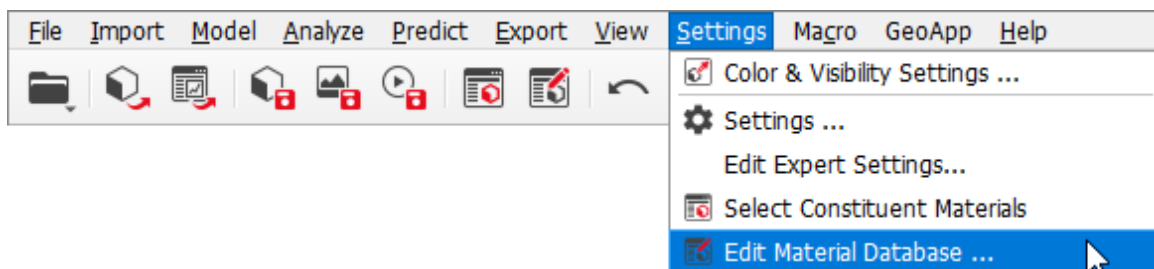 File Import Model Analyze Predict Export View Settings Macro GeoApp Help
Color & Visibility Settings ...
Settings ...
Edit Expert Settings...
Select Constituent Materials
Edit Material Database ...